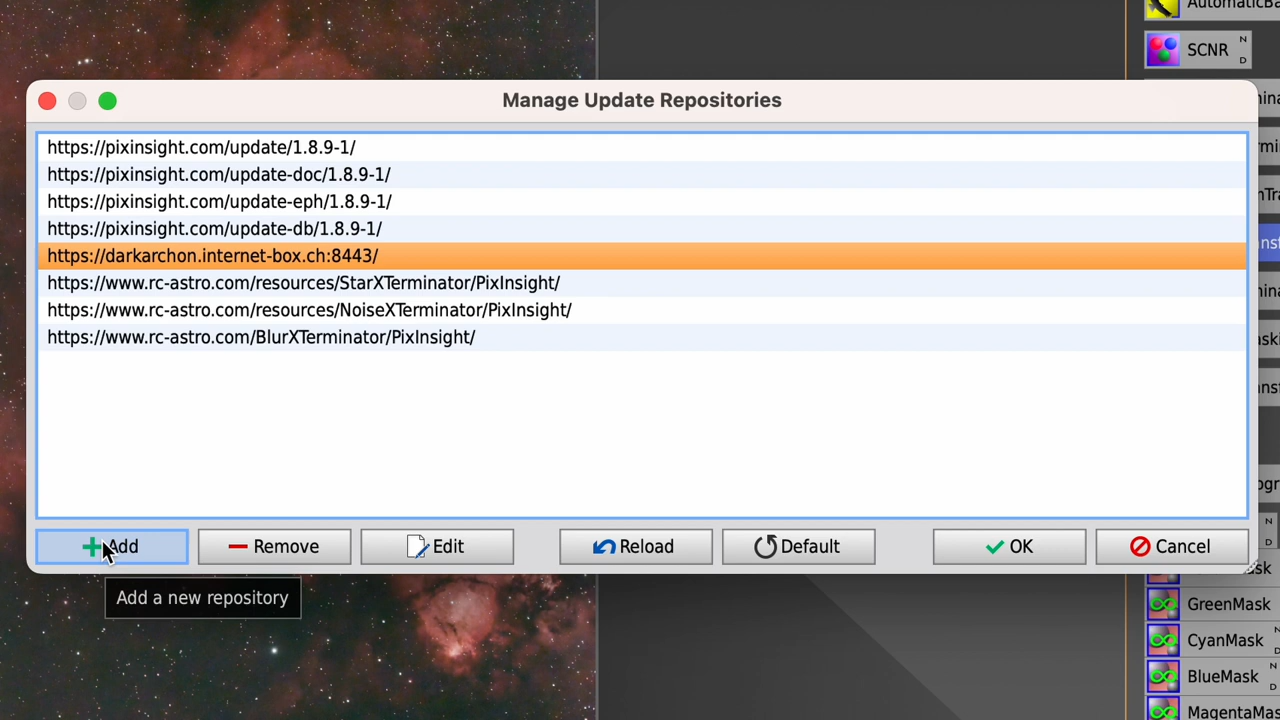 AutomaticBa
SCNR
N
D
Manage Update Repositories
https://pixinsight.com/update/1.8.9-1/
https://pixinsight.com/update-doc/1.8.9-1/
https://pixinsight.com/update-eph/1.8.9-1/
https://pixinsight.com/update-db/1.8.9-1/
https://darkarchon.internet-box.ch:8443/
https://www.rc-astro.com/resources/StarXTerminator/PixInsight/
https://www.rc-astro.com/resources/NoiseXTerminator/PixInsight/
https://www.rc-astro.com/BlurXTerminator/PixInsight/
Add Remove Edit Reload Default OK Cancel
Add a new repository
GreenMask
CyanMask
BlueMask
MagentaMas